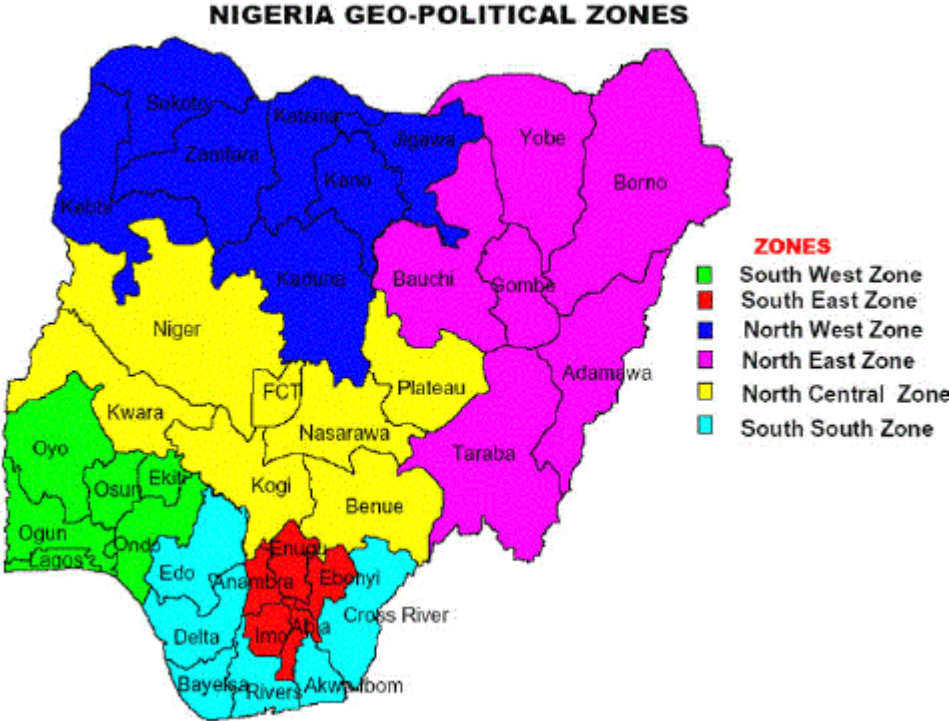 NIGERIA GEO-POLITICAL ZONES
Sokoto
Katsina
Jigawa
Yobe
Zamfara
Kano
Borno
Kebbi
Kaduna
Bauchi
Gombe
Niger
FCT
Plateau
Adamawa
Kwara
Nasarawa
Oyo
Taraba
Osun
Ekiti
Kogi
Benue
Ogun
Ondo
Lagos
Enugu
Edo
Anambra
Ebonyi
Cross River
Delta
Imo
Abia
Bayelsa
Rivers
Akwa-Ibom
ZONES
South West Zone
South East Zone
North West Zone
North East Zone
North Central Zone
South South Zone